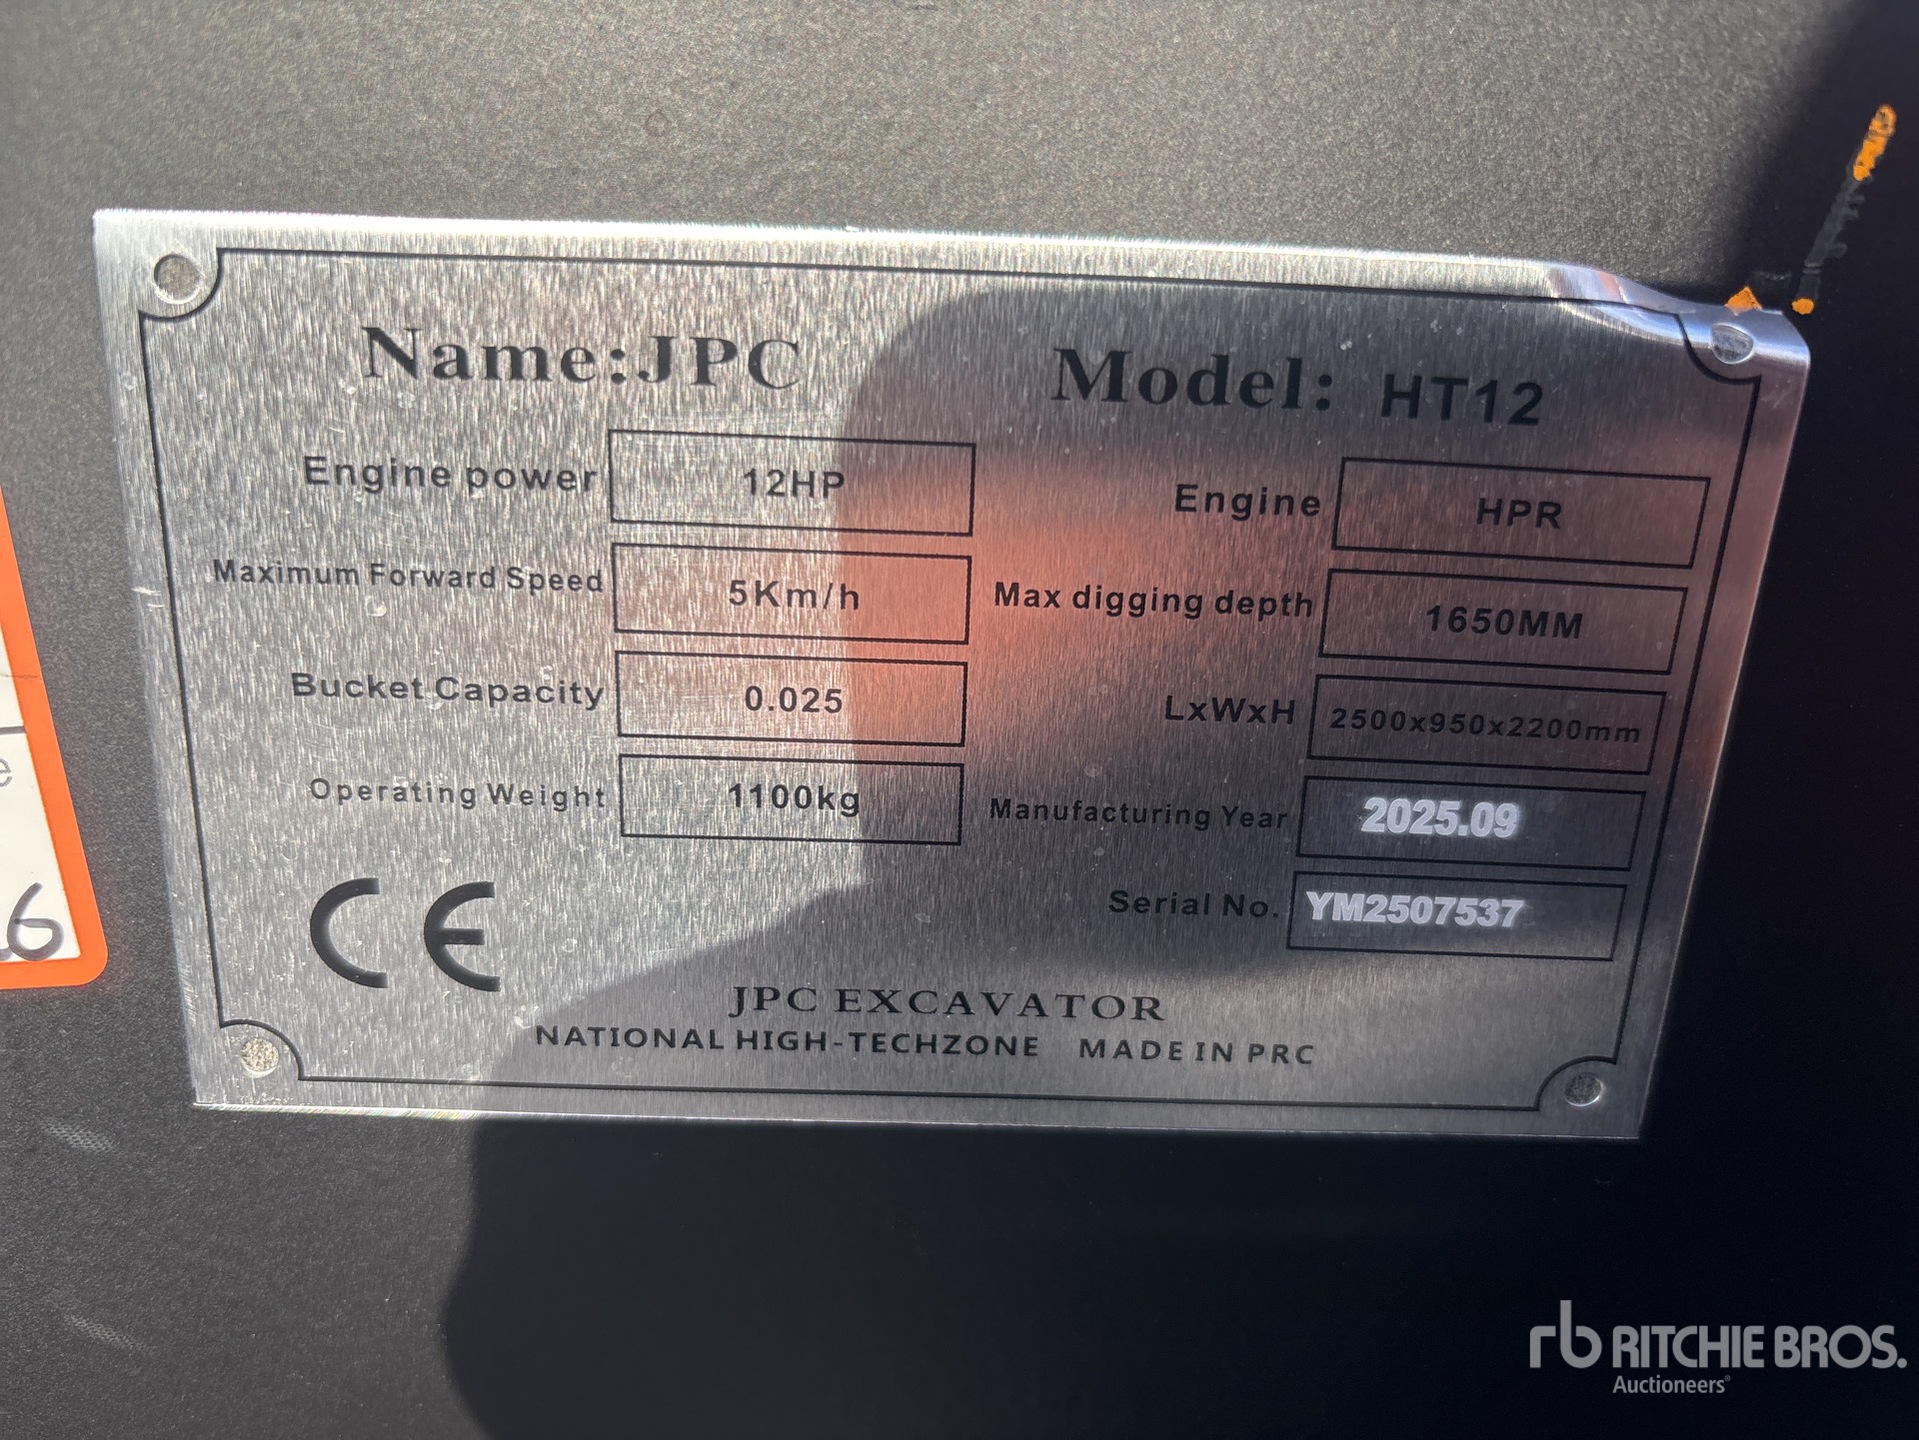 Name:JPC Model: HT12
Engine power 12HP Engine HPR
Maximum Forward Speed 5Km/h Max digging depth 1650MM
Bucket Capacity 0.025 LxWxH 2500x950x2200mm
Operating Weight 1100kg Manufacturing Year 2025.09
Serial No. YM2507537
CE
JPC EXCAVATOR
NATIONAL HIGH-TECHZONE MADE IN PRC
e
6
rb RITCHIE BROS.
Auctioneers®